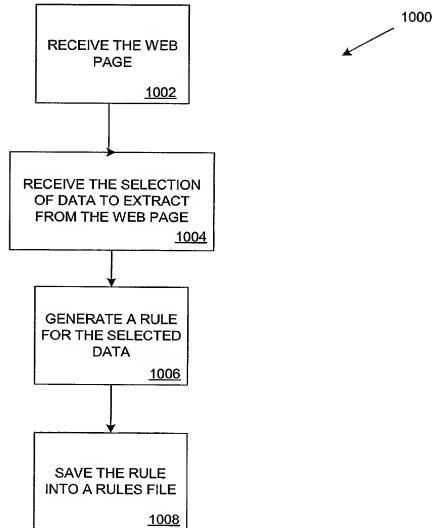 1000
RECEIVE THE WEB
PAGE
1002
RECEIVE THE SELECTION
OF DATA TO EXTRACT
FROM THE WEB PAGE
1004
GENERATE A RULE
FOR THE SELECTED
DATA
1006
SAVE THE RULE
INTO A RULES FILE
1008